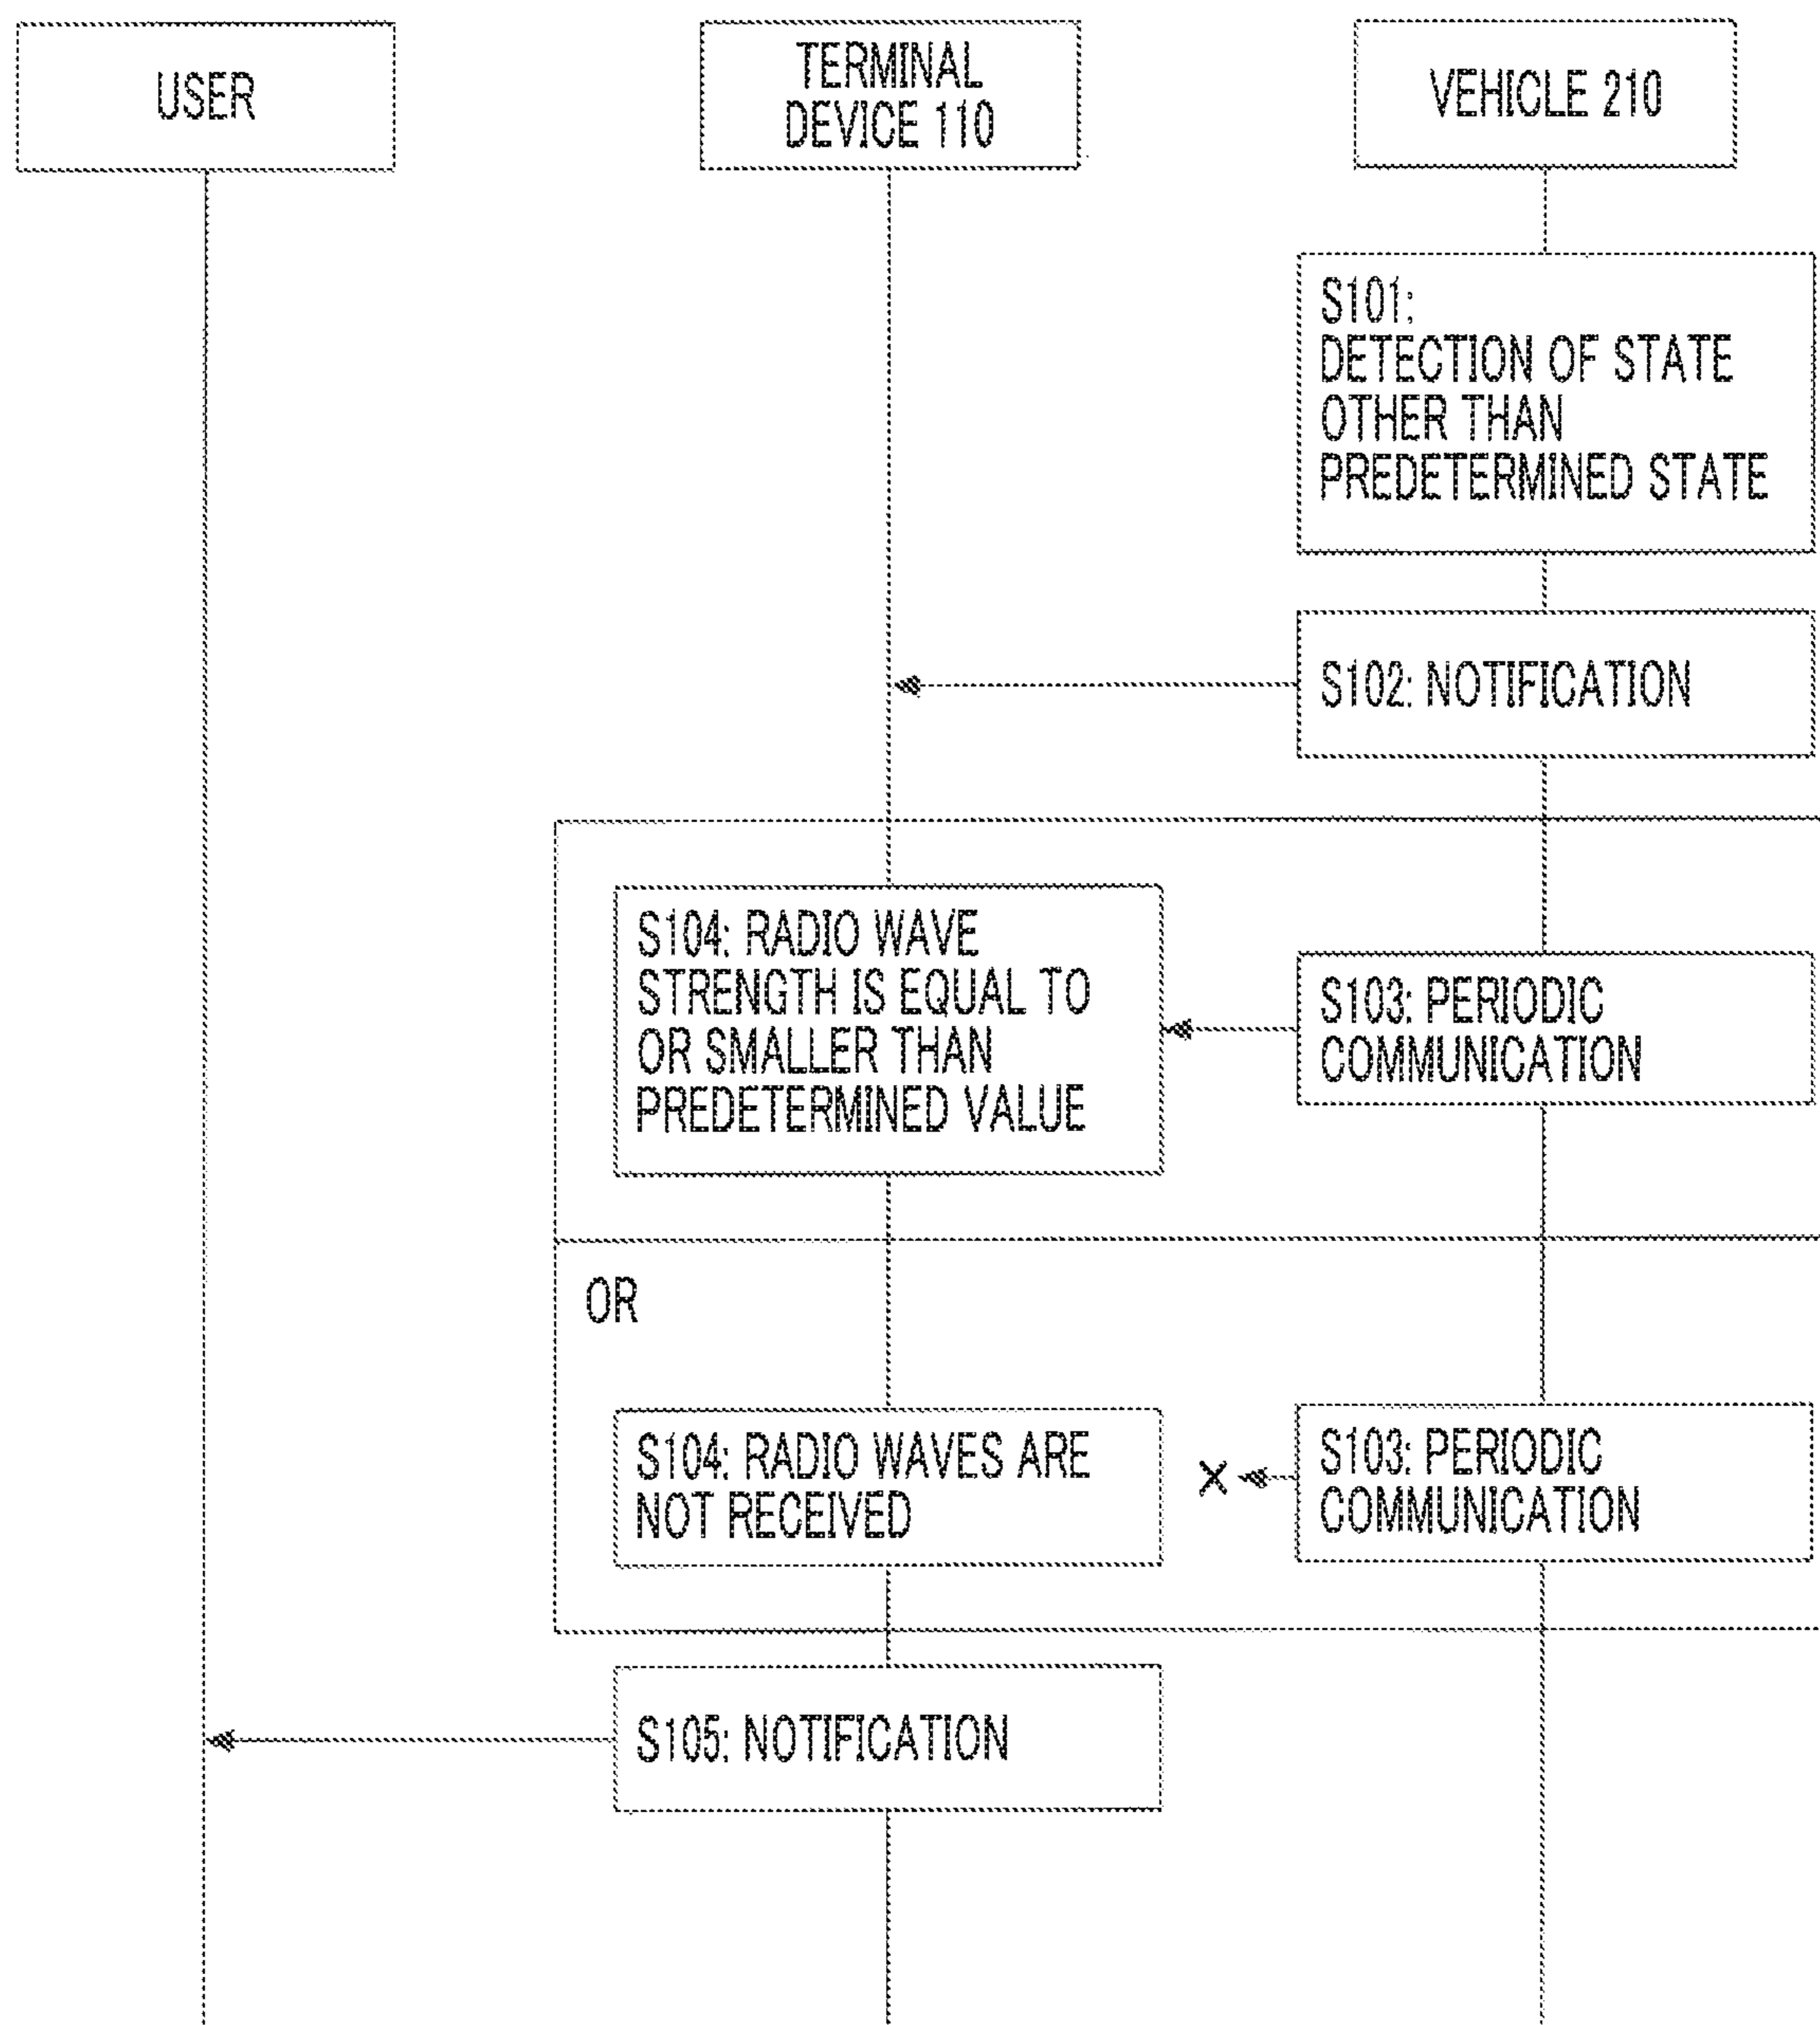 USER
TERMINAL
DEVICE 110
VEHICLE 210
S101:
DETECTION OF STATE
OTHER THAN
PREDETERMINED STATE
S102: NOTIFICATION
S104: RADIO WAVE
STRENGTH IS EQUAL TO
OR SMALLER THAN
PREDETERMINED VALUE
S103: PERIODIC
COMMUNICATION
OR
S104: RADIO WAVES ARE
NOT RECEIVED
X
S103: PERIODIC
COMMUNICATION
S105: NOTIFICATION